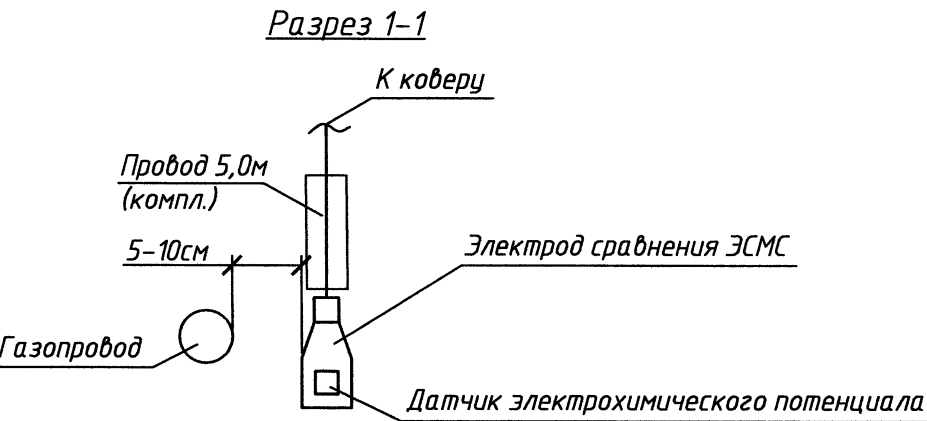 Разрез 1-1
К коверу
Провод 5,0м
(компл.)
5-10см
Электрод сравнения ЭСМС
Газопровод
Датчик электрохимического потенциала